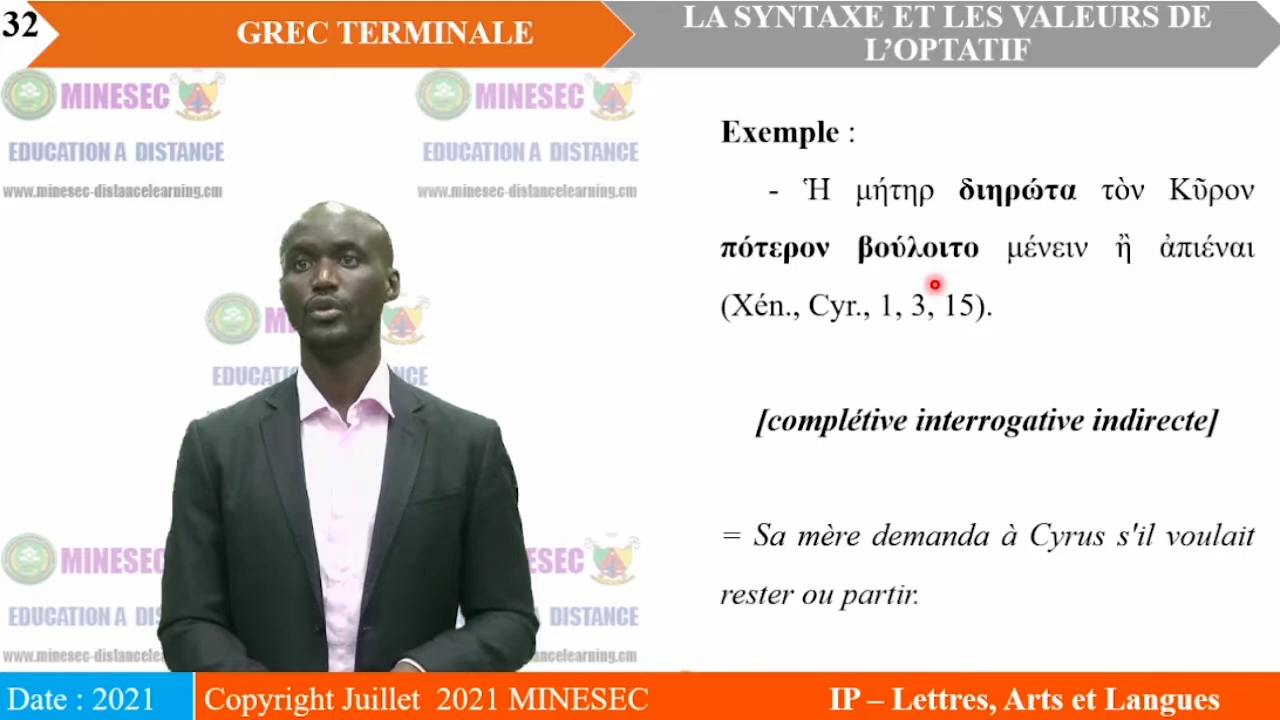 32
GREC TERMINALE
LA SYNTAXE ET LES VALEURS DE
L’OPTATIF
MINESEC
EDUCATION A DISTANCE
www.minesec-distancelearning.cm
MINESEC
EDUCATION A DISTANCE
www.minesec-distancelearning.cm
Exemple :
- Ἡ μήτηρ διηρώτα τὸν Κῦρον
πότερον βούλοιτο μένειν ἢ ἀπιέναι
(Xén., Cyr., 1, 3, 15).
[complétive interrogative indirecte]
= Sa mère demanda à Cyrus s'il voulait
rester ou partir.
MINESEC
EDUCATION A
DISTANCE
Date : 2021
Copyright Juillet 2021 MINESEC
IP – Lettres, Arts et Langues